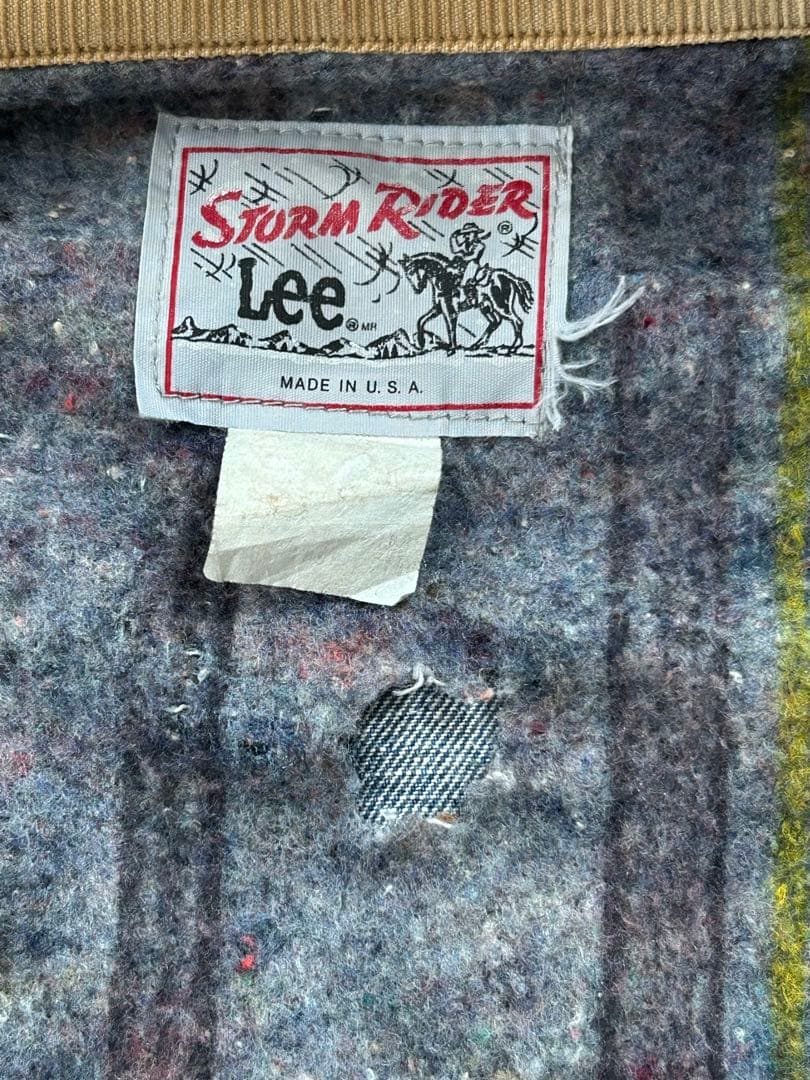 STORM RIDER ®
Lee ® MR
MADE IN U. S. A.